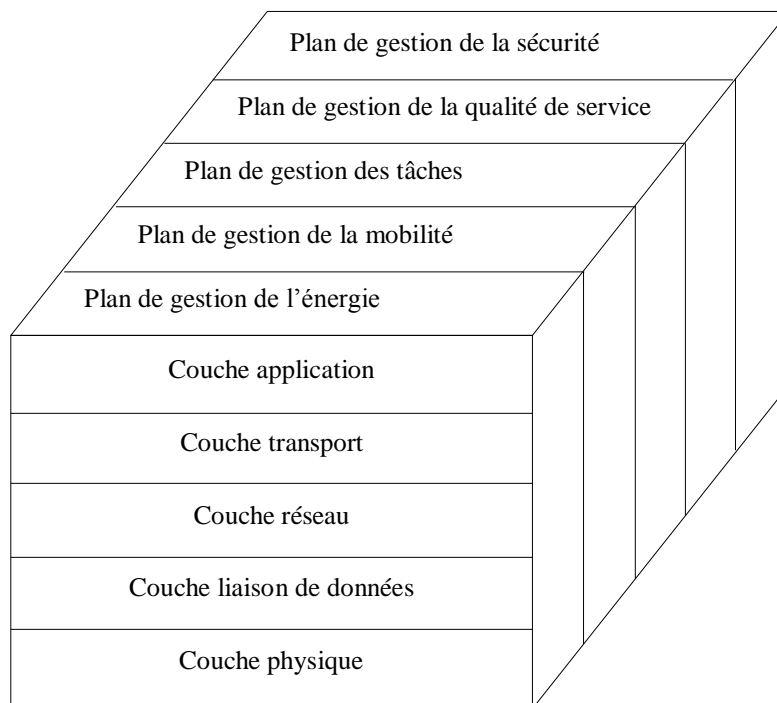 Plan de gestion de la sécurité
Plan de gestion de la qualité de service
Plan de gestion des tâches
Plan de gestion de la mobilité
Plan de gestion de l’énergie
Couche application
Couche transport
Couche réseau
Couche liaison de données
Couche physique